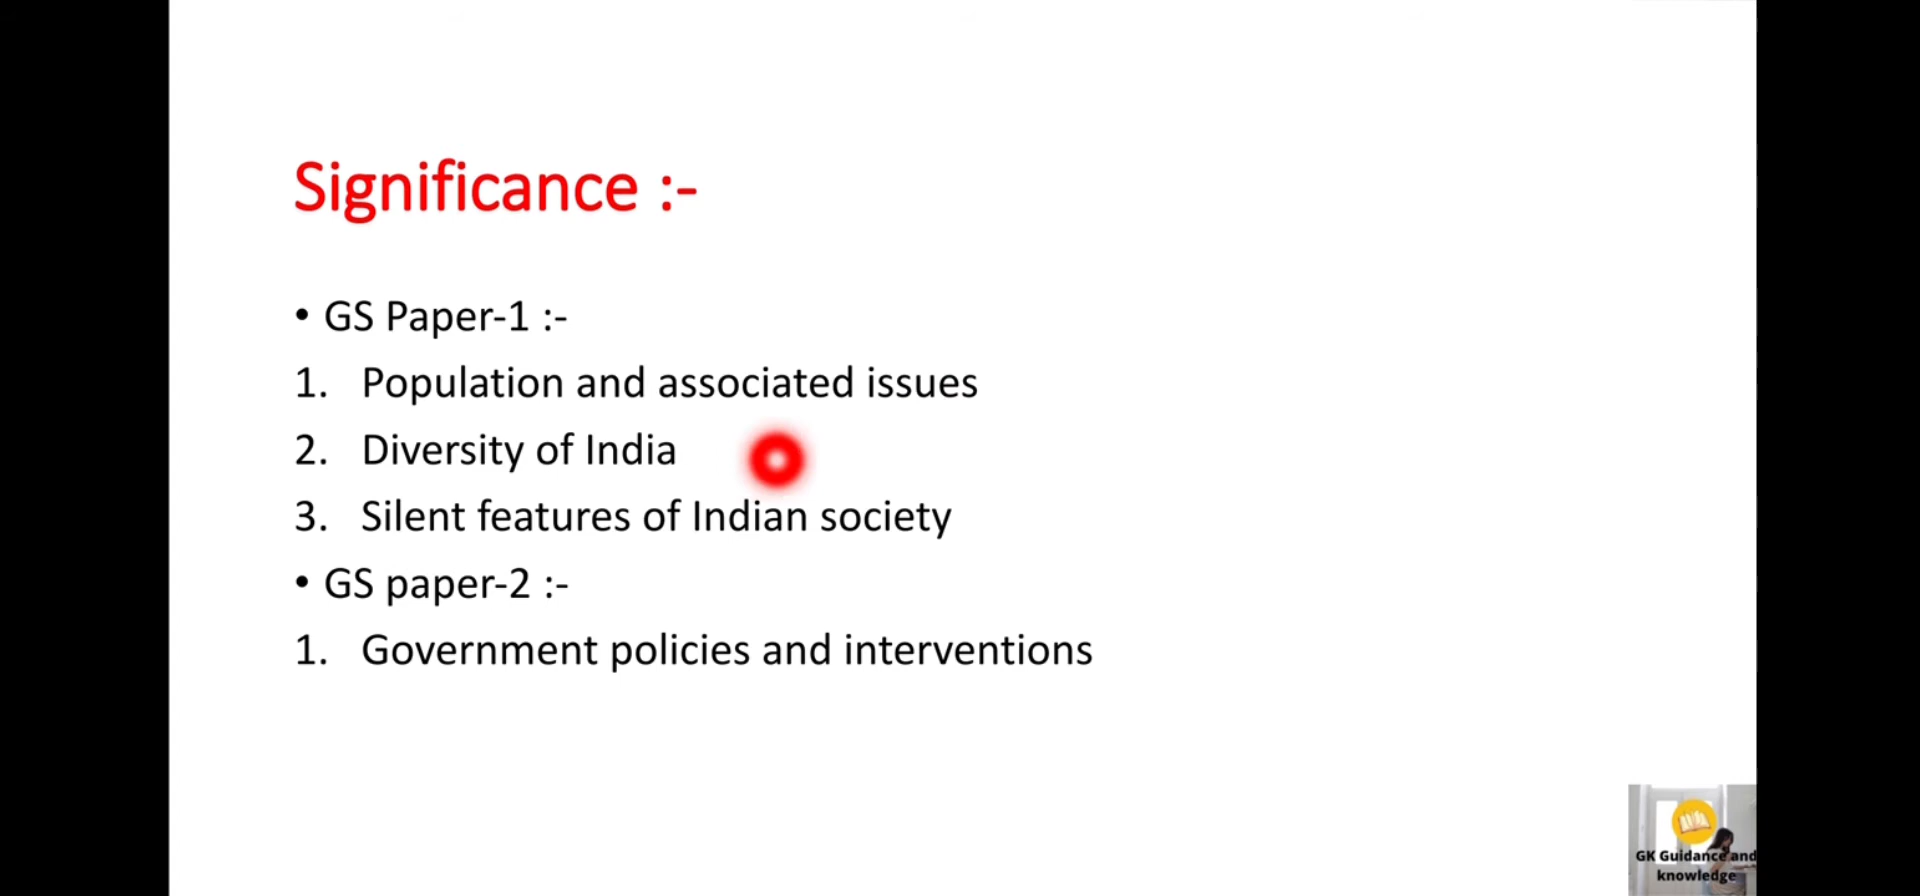 Significance :-
• GS Paper-1 :-
1. Population and associated issues
2. Diversity of India
3. Silent features of Indian society
• GS paper-2 :-
1. Government policies and interventions
GK Guidance and
knowledge